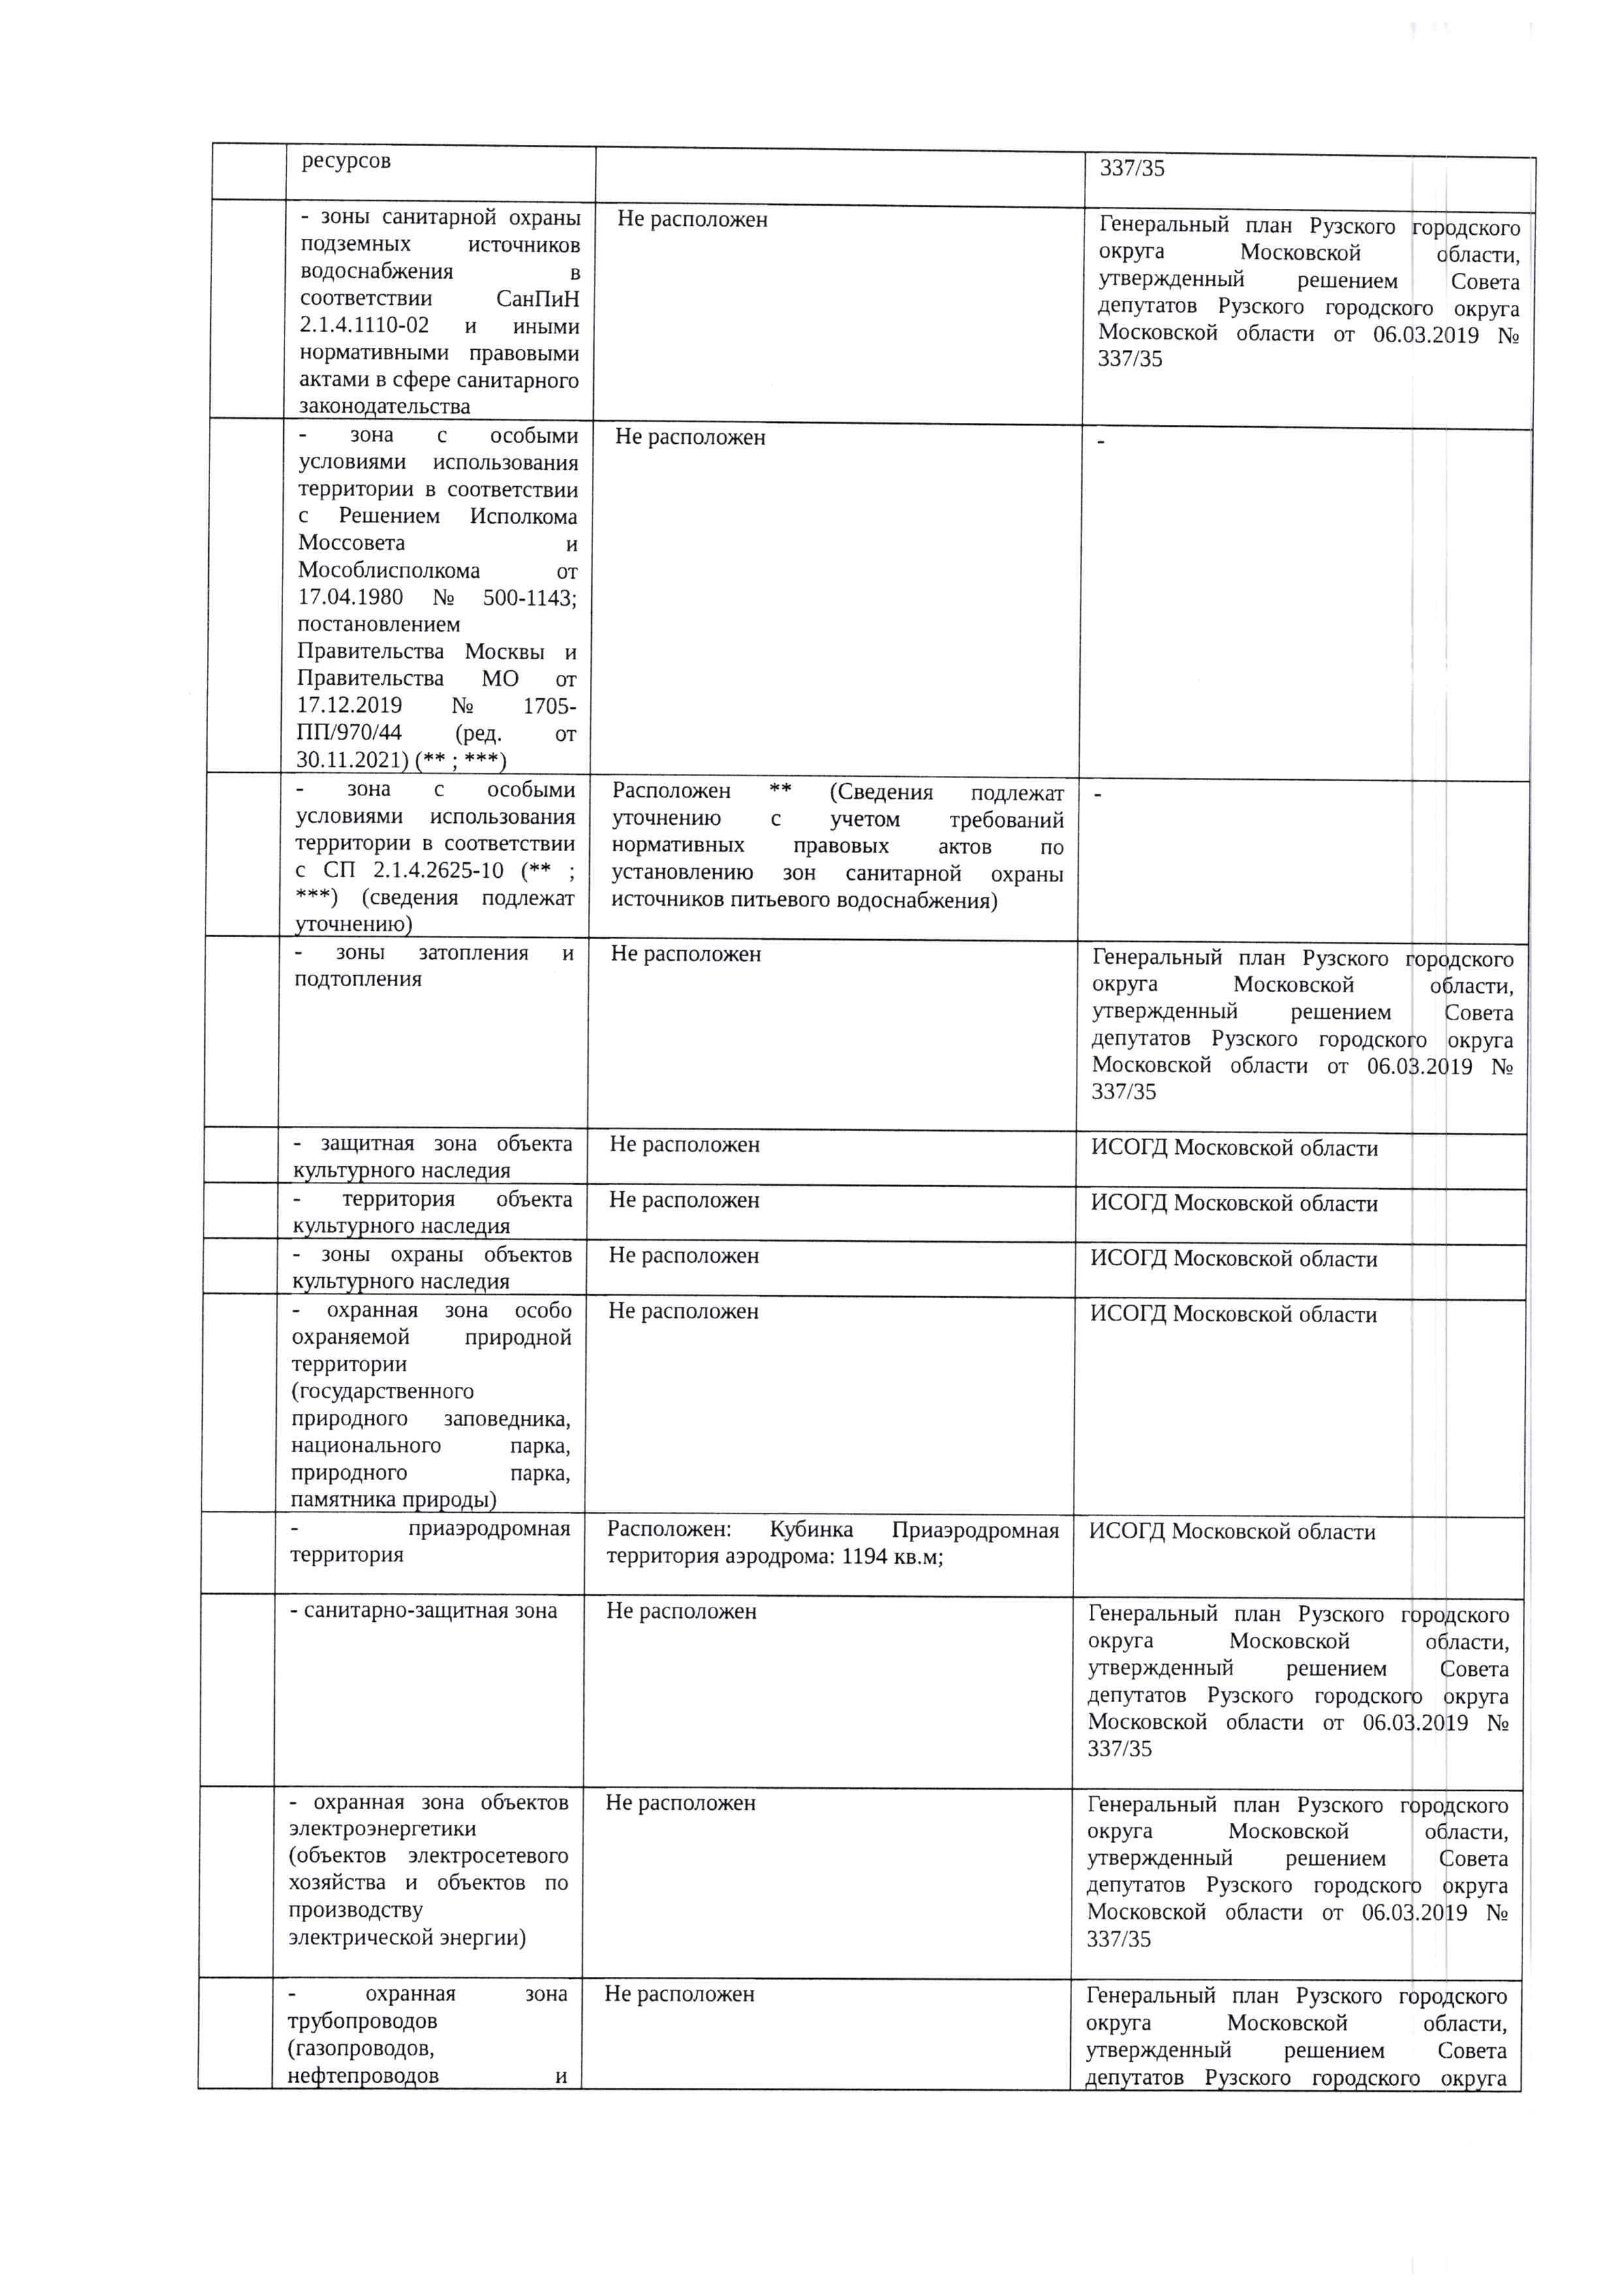 ресурсов
337/35
- зоны санитарной охраны
подземных источников
водоснабжения в
соответствии СанПиН
2.1.4.1110-02 и иными
нормативными правовыми
актами в сфере санитарного
законодательства
Не расположен
Генеральный план Рузского городского
округа Московской области,
утвержденный решением Совета
депутатов Рузского городского округа
Московской области от 06.03.2019 №
337/35
- зона с особыми
условиями использования
территории в соответствии
с Решением Исполкома
Моссовета и
Мособлисполкома от
17.04.1980 № 500-1143;
постановлением
Правительства Москвы и
Правительства МО от
17.12.2019 № 1705-
ПП/970/44 (ред. от
30.11.2021) (** ; ***)
Не расположен
-
- зона с особыми
условиями использования
территории в соответствии
с СП 2.1.4.2625-10 (** ;
***) (сведения подлежат
уточнению)
Расположен ** (Сведения подлежат
уточнению с учетом требований
нормативных правовых актов по
установлению зон санитарной охраны
источников питьевого водоснабжения)
-
- зоны затопления и
подтопления
Не расположен
Генеральный план Рузского городского
округа Московской области,
утвержденный решением Совета
депутатов Рузского городского округа
Московской области от 06.03.2019 №
337/35
- защитная зона объекта
культурного наследия
Не расположен
ИСОГД Московской области
- территория объекта
культурного наследия
Не расположен
ИСОГД Московской области
- зоны охраны объектов
культурного наследия
Не расположен
ИСОГД Московской области
- охранная зона особо
охраняемой природной
территории
(государственного
природного заповедника,
национального парка,
природного парка,
памятника природы)
Не расположен
ИСОГД Московской области
- приаэродромная
территория
Расположен: Кубинка Приаэродромная
территория аэродрома: 1194 кв.м;
ИСОГД Московской области
- санитарно-защитная зона
Не расположен
Генеральный план Рузского городского
округа Московской области,
утвержденный решением Совета
депутатов Рузского городского округа
Московской области от 06.03.2019 №
337/35
- охранная зона объектов
электроэнергетики
(объектов электросетевого
хозяйства и объектов по
производству
электрической энергии)
Не расположен
Генеральный план Рузского городского
округа Московской области,
утвержденный решением Совета
депутатов Рузского городского округа
Московской области от 06.03.2019 №
337/35
- охранная зона
трубопроводов
(газопроводов,
нефтепроводов и
Не расположен
Генеральный план Рузского городского
округа Московской области,
утвержденный решением Совета
депутатов Рузского городского округа